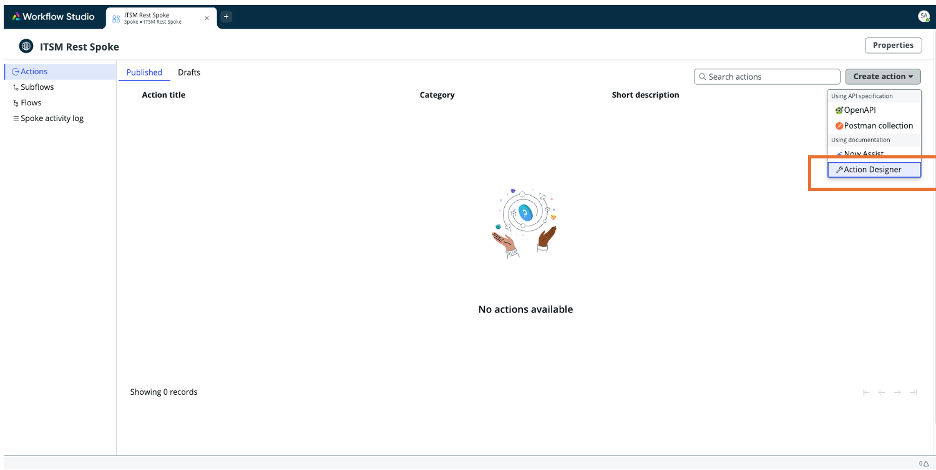 Workflow Studio
ITSM Rest Spoke
Spoke • ITSM Rest Spoke
SA
ITSM Rest Spoke
Properties
Actions
Subflows
Flows
Spoke activity log
Published
Drafts
Search actions
Create action
Action title
Category
Short description
Using API specification
OpenAPI
Postman collection
Using documentation
Now Assist
Action Designer
No actions available
Showing 0 records
0